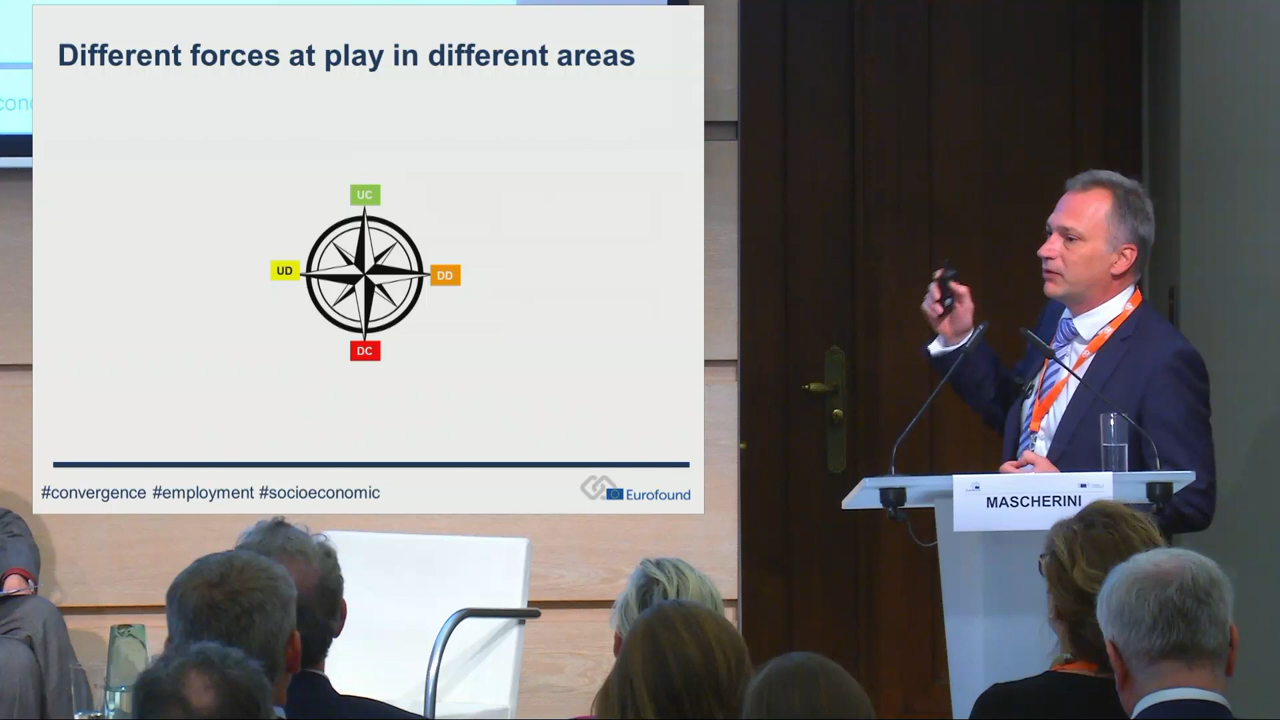 Different forces at play in different areas
UC
UD
DD
DC
#convergence #employment #socioeconomic
Eurofound
MASCHERINI